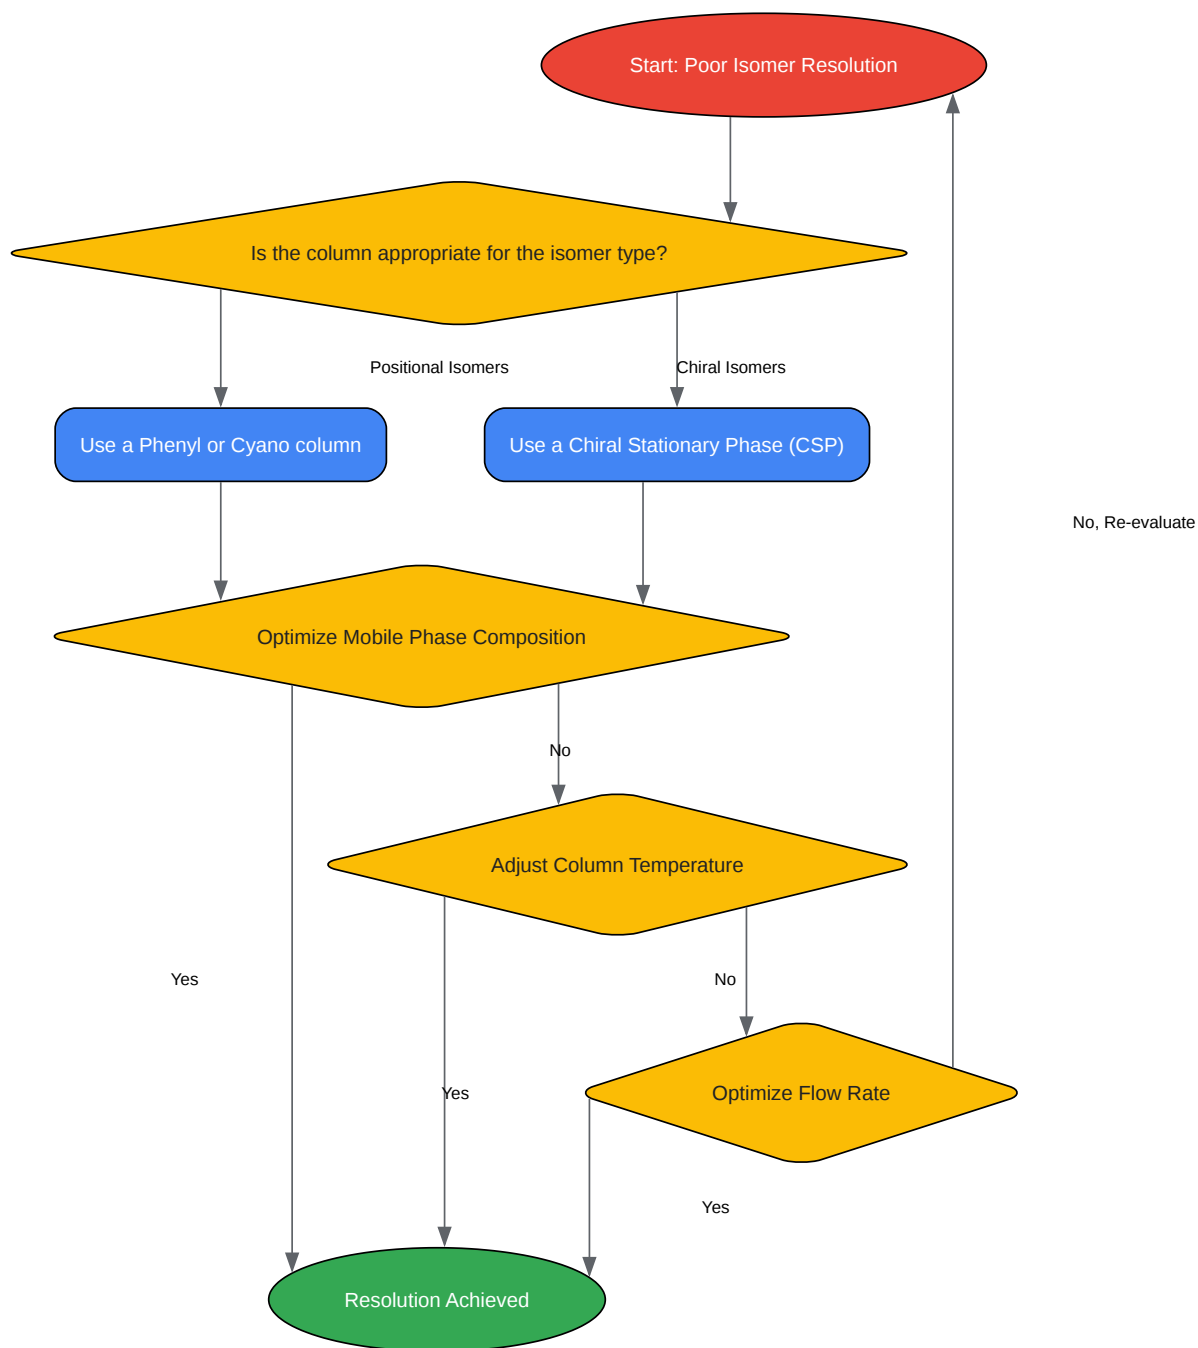 Start: Poor Isomer Resolution
Is the column appropriate for the isomer type?
Positional Isomers
Chiral Isomers
Use a Phenyl or Cyano column
Use a Chiral Stationary Phase (CSP)
No, Re-evaluate
Optimize Mobile Phase Composition
No
Adjust Column Temperature
Yes
No
Yes
Optimize Flow Rate
Yes
Resolution Achieved